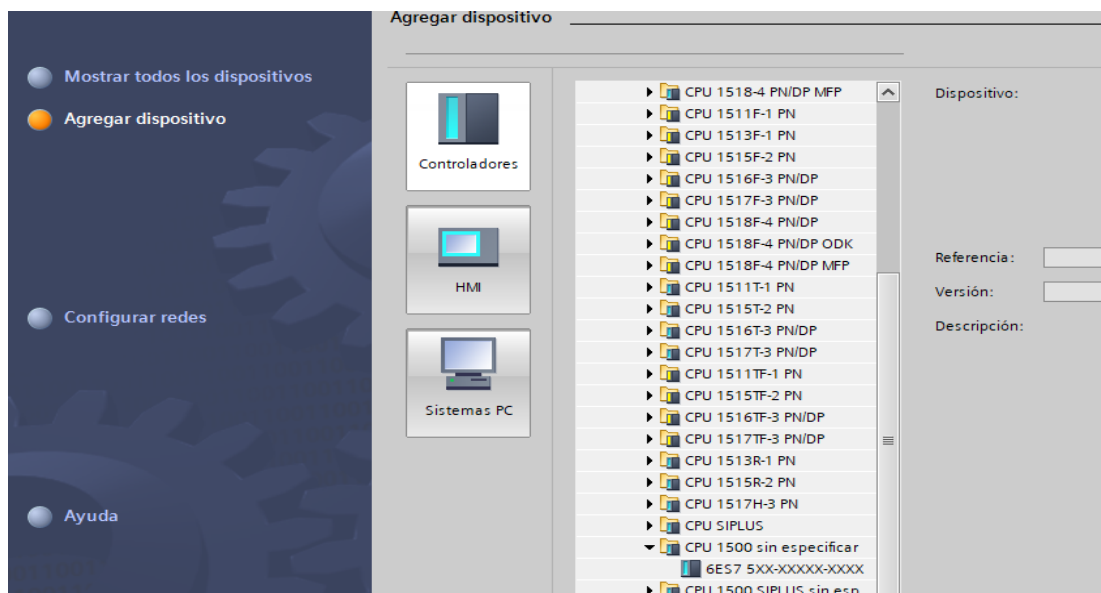 Agregar dispositivo
Mostrar todos los dispositivos
Agregar dispositivo
Configurar redes
Ayuda
Controladores
HMI
Sistemas PC
CPU 1518-4 PN/DP MFP
CPU 1511F-1 PN
CPU 1513F-1 PN
CPU 1515F-2 PN
CPU 1516F-3 PN/DP
CPU 1517F-3 PN/DP
CPU 1518F-4 PN/DP
CPU 1518F-4 PN/DP ODK
CPU 1518F-4 PN/DP MFP
CPU 1511T-1 PN
CPU 1515T-2 PN
CPU 1516T-3 PN/DP
CPU 1517T-3 PN/DP
CPU 1511TF-1 PN
CPU 1515TF-2 PN
CPU 1516TF-3 PN/DP
CPU 1517TF-3 PN/DP
CPU 1513R-1 PN
CPU 1515R-2 PN
CPU 1517H-3 PN
CPU SIPLUS
CPU 1500 sin especificar
6ES7 5XX-XXXXX-XXXX
CPU 1500 SIPLUS sin esp
Dispositivo:
Referencia:
Versión:
Descripción: